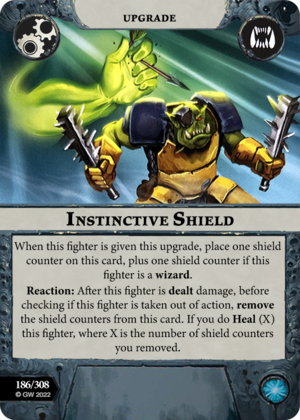 UPGRADE
INSTINCTIVE SHIELD
When this fighter is given this upgrade, place one shield
counter on this card, plus one shield counter if this
fighter is a wizard.
Reaction: After this fighter is dealt damage, before
checking if this fighter is taken out of action, remove
the shield counters from this card. If you do Heal (X)
this fighter, where X is the number of shield counters
you removed.
186/308
© GW 2022